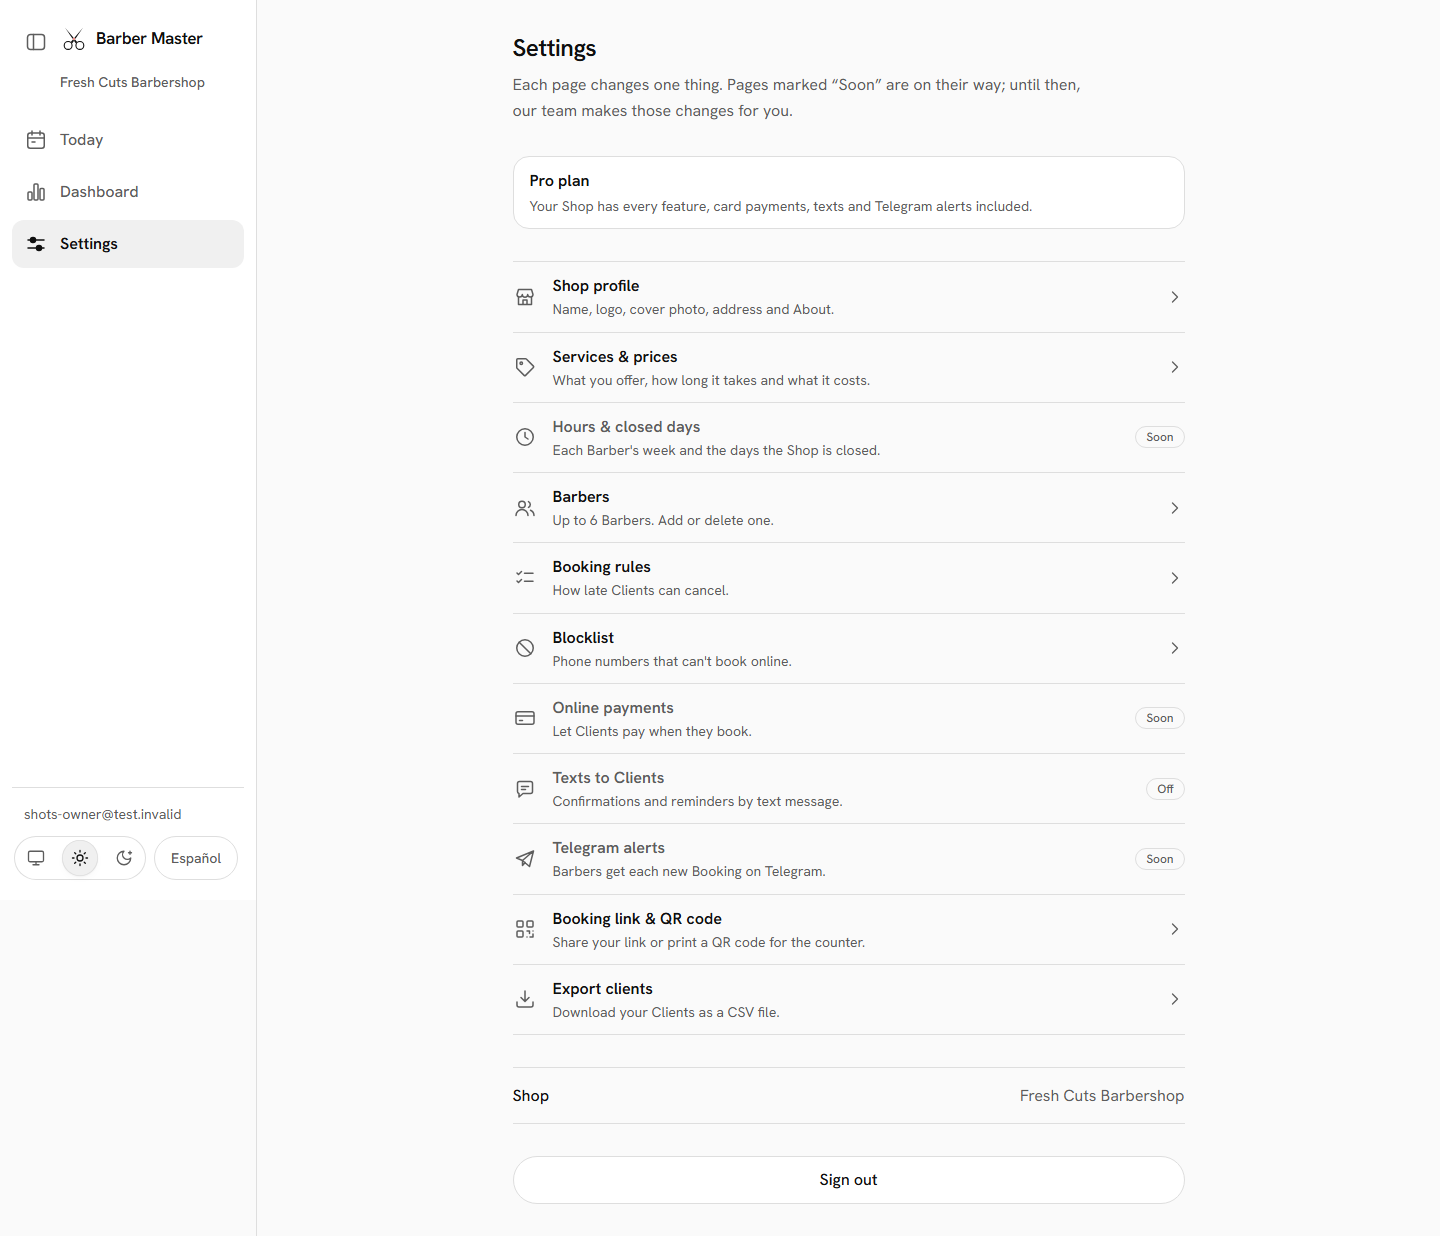 Barber Master
Fresh Cuts Barbershop
Today
Dashboard
Settings
shots-owner@test.invalid
Español
Settings
Each page changes one thing. Pages marked “Soon” are on their way; until then,
our team makes those changes for you.
Pro plan
Your Shop has every feature, card payments, texts and Telegram alerts included.
Shop profile
Name, logo, cover photo, address and About.
Services & prices
What you offer, how long it takes and what it costs.
Hours & closed days
Each Barber's week and the days the Shop is closed.
Soon
Barbers
Up to 6 Barbers. Add or delete one.
Booking rules
How late Clients can cancel.
Blocklist
Phone numbers that can't book online.
Online payments
Let Clients pay when they book.
Soon
Texts to Clients
Confirmations and reminders by text message.
Off
Telegram alerts
Barbers get each new Booking on Telegram.
Soon
Booking link & QR code
Share your link or print a QR code for the counter.
Export clients
Download your Clients as a CSV file.
Shop
Fresh Cuts Barbershop
Sign out